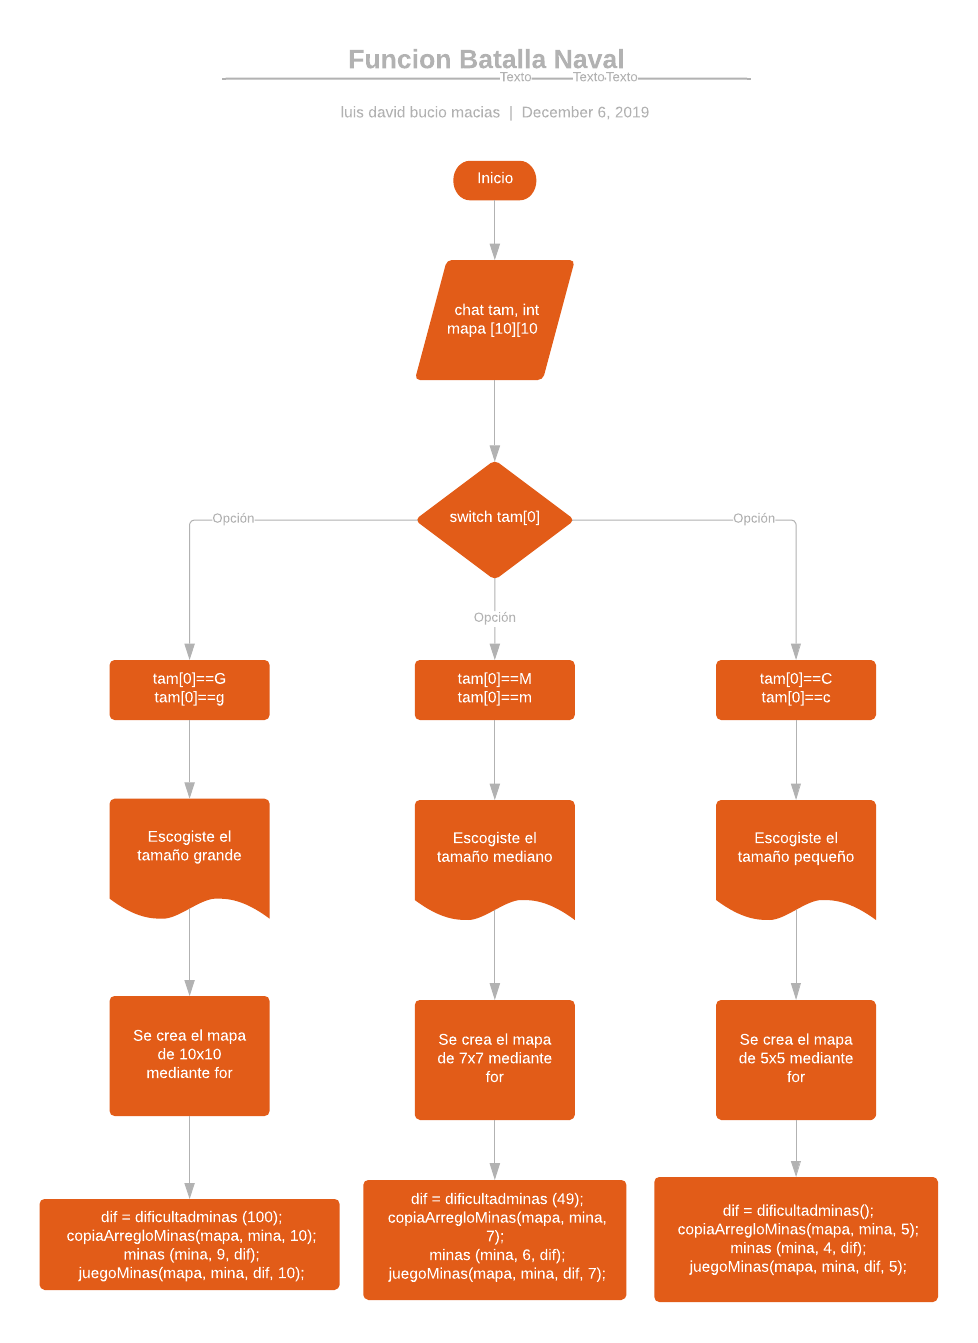 Funcion Batalla Naval
Texto Texto Texto
luis david bucio macias | December 6, 2019
Inicio
chat tam, int
mapa [10][10
switch tam[0]
Opción
Opción
Opción
tam[0]==G
tam[0]==g
tam[0]==M
tam[0]==m
tam[0]==C
tam[0]==c
Escogiste el
tamaño grande
Escogiste el
tamaño mediano
Escogiste el
tamaño pequeño
Se crea el mapa
de 10x10
mediante for
Se crea el mapa
de 7x7 mediante
for
Se crea el mapa
de 5x5 mediante
for
dif = dificultadminas (100);
copiaArregloMinas(mapa, mina, 10);
minas (mina, 9, dif);
juegoMinas(mapa, mina, dif, 10);
dif = dificultadminas (49);
copiaArregloMinas(mapa, mina,
7);
minas (mina, 6, dif);
juegoMinas(mapa, mina, dif, 7);
dif = dificultadminas();
copiaArregloMinas(mapa, mina, 5);
minas (mina, 4, dif);
juegoMinas(mapa, mina, dif, 5);